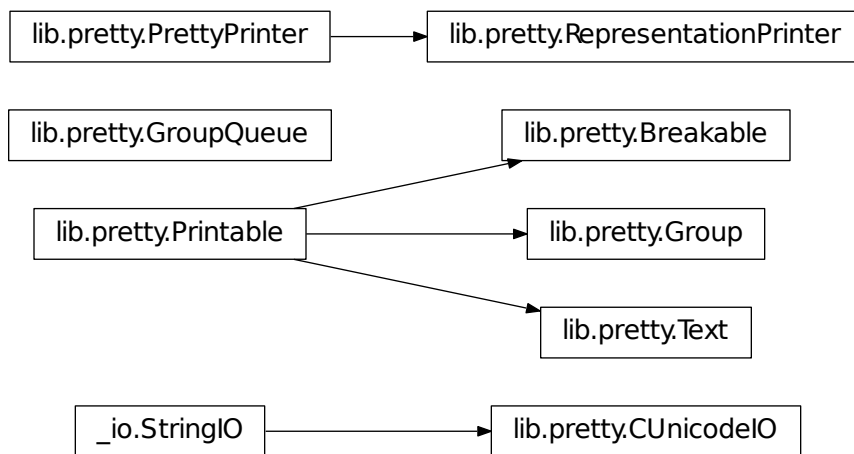 lib.pretty.PrettyPrinter
lib.pretty.RepresentationPrinter
lib.pretty.GroupQueue
lib.pretty.Breakable
lib.pretty.Printable
lib.pretty.Group
lib.pretty.Text
_io.StringIO
lib.pretty.CUnicodeIO